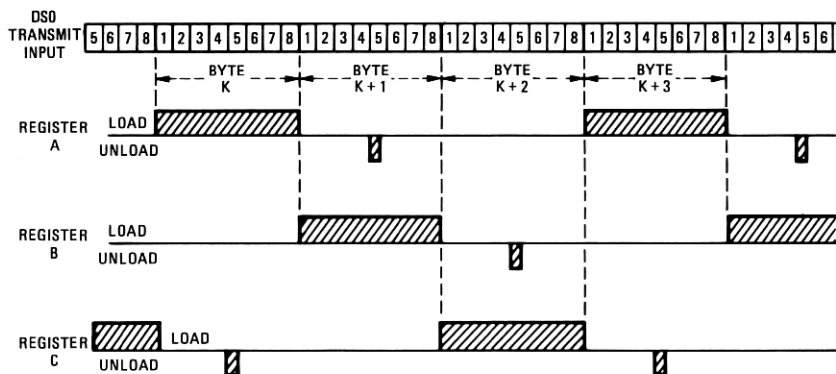 DS0
TRANSMIT
INPUT
5 6 7 8 1 2 3 4 5 6 7 8 1 2 3 4 5 6 7 8 1 2 3 4 5 6 7 8 1 2 3 4 5 6 7 8 1 2 3 4 5 6
BYTE
K
BYTE
K + 1
BYTE
K + 2
BYTE
K + 3
REGISTER
A
LOAD
UNLOAD
REGISTER
B
LOAD
UNLOAD
REGISTER
C
LOAD
UNLOAD